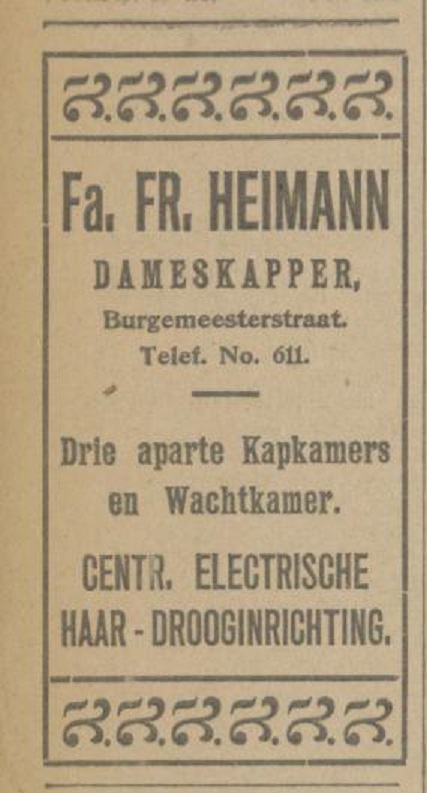 Fa. FR. HEIMANN
DAMESKAPPER,
Burgemeesterstraat.
Telef. No. 611.
Drie aparte Kapkamers
en Wachtkamer.
CENTR. ELECTRISCHE
HAAR - DROOGINRICHTING.